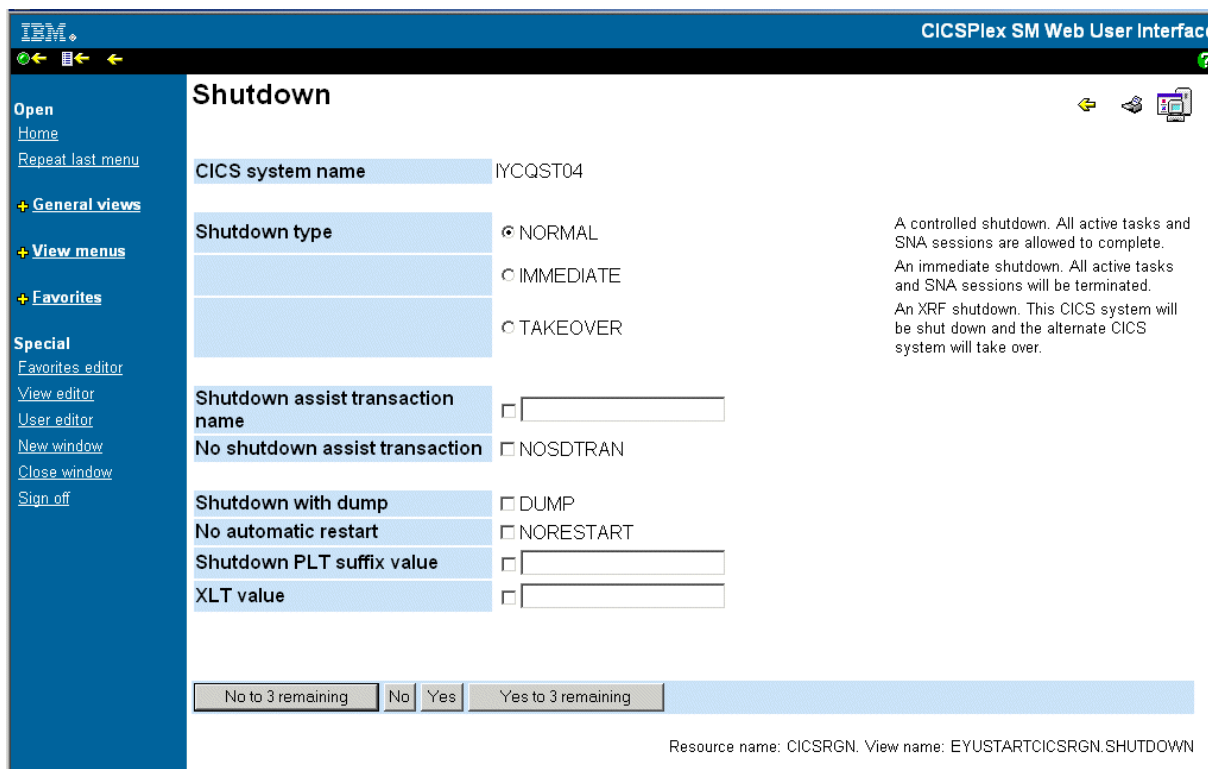 IBM.
CICSPlex SM Web User Interfac
Shutdown
Open
Home
Repeat last menu
General views
View menus
Favorites
Special
Favorites editor
View editor
User editor
New window
Close window
Sign off
CICS system name IYCQST04
Shutdown type NORMAL
A controlled shutdown. All active tasks and
SNA sessions are allowed to complete.
IMMEDIATE
An immediate shutdown. All active tasks
and SNA sessions will be terminated.
TAKEOVER
An XRF shutdown. This CICS system will
be shut down and the alternate CICS
system will take over.
Shutdown assist transaction
name
No shutdown assist transaction NOSDTRAN
Shutdown with dump DUMP
No automatic restart NORESTART
Shutdown PLT suffix value
XLT value
No to 3 remaining No Yes Yes to 3 remaining
Resource name: CICSRGN. View name: EYUSTARTCICSRGN.SHUTDOWN